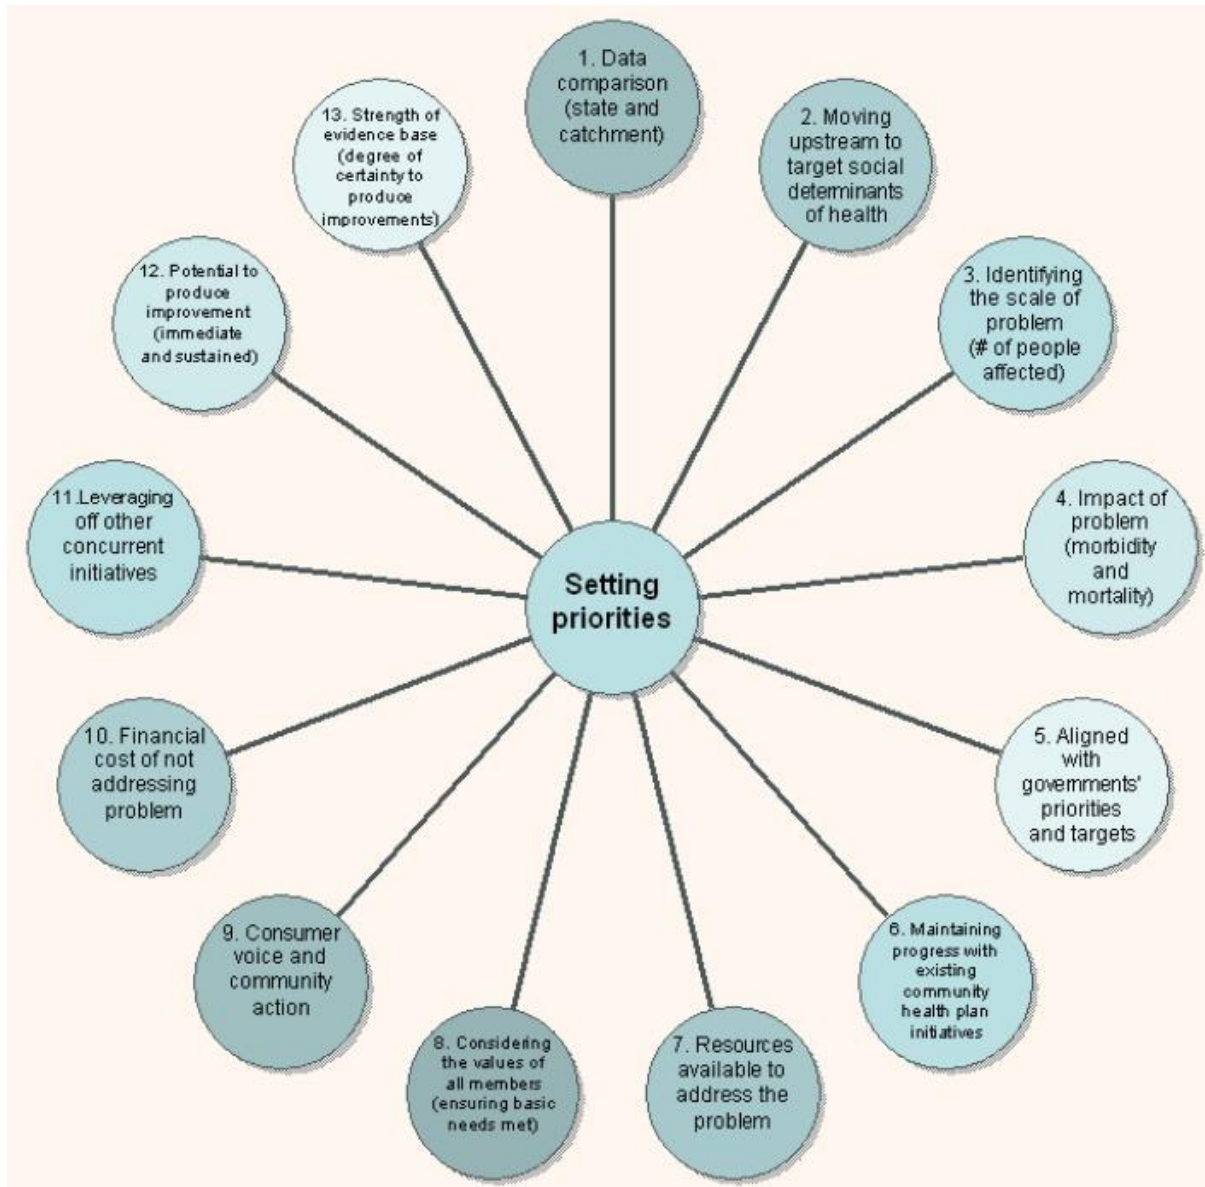 1. Data
comparison
(state and
catchment)
2. Moving
upstream to
target social
determinants
of health
3. Identifying
the scale of
problem
(# of people
affected)
4. Impact of
problem
(morbidity
and
mortality)
5. Aligned
with
governments'
priorities
and targets
6. Maintaining
progress with
existing
community
health plan
initiatives
7. Resources
available to
address the
problem
8. Considering
the values of
all members
(ensuring basic
needs met)
9. Consumer
voice and
community
action
10. Financial
cost of not
addressing
problem
11.Leveraging
off other
concurrent
initiatives
12. Potential to
produce
improvement
(immediate
and sustained)
13. Strength of
evidence base
(degree of
certainty to
produce
improvements)
Setting
priorities